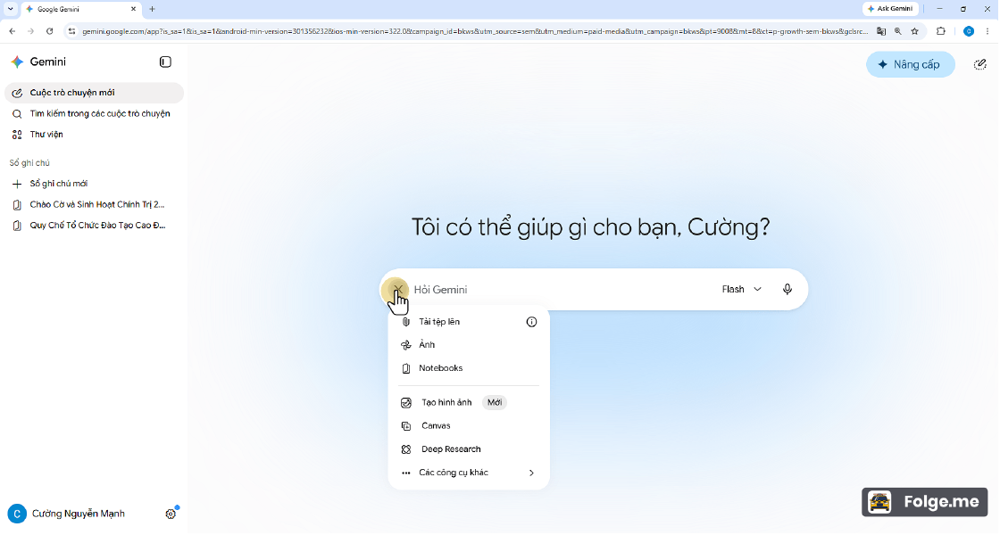 Google Gemini
Ask Gemini
gemini.google.com/app?is_sa=1&is_sa=1&android-min-version=301356232&ios-min-version=322.0&campaign_id=bkws&utm_source=sem&utm_medium=paid-media&utm_campaign=bkws&pt=9008&mt=8&ct=p-growth-sem-bkws&gclsrc...
C
Gemini
Nâng cấp
Cuộc trò chuyện mới
Tìm kiếm trong các cuộc trò chuyện
Thư viện
Sổ ghi chú
Sổ ghi chú mới
Chào Cờ và Sinh Hoạt Chính Trị 2...
Quy Chế Tổ Chức Đào Tạo Cao Đ...
Tôi có thể giúp gì cho bạn, Cường?
Hỏi Gemini
Flash
Tải tệp lên
Ảnh
Notebooks
Tạo hình ảnh Mới
Canvas
Deep Research
Các công cụ khác
C Cường Nguyễn Mạnh
Folge.me